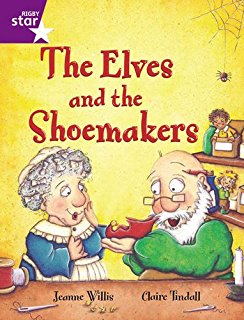 RIGBY
star
The Elves
and the
Shoemakers
Jeanne Willis Claire Tindall